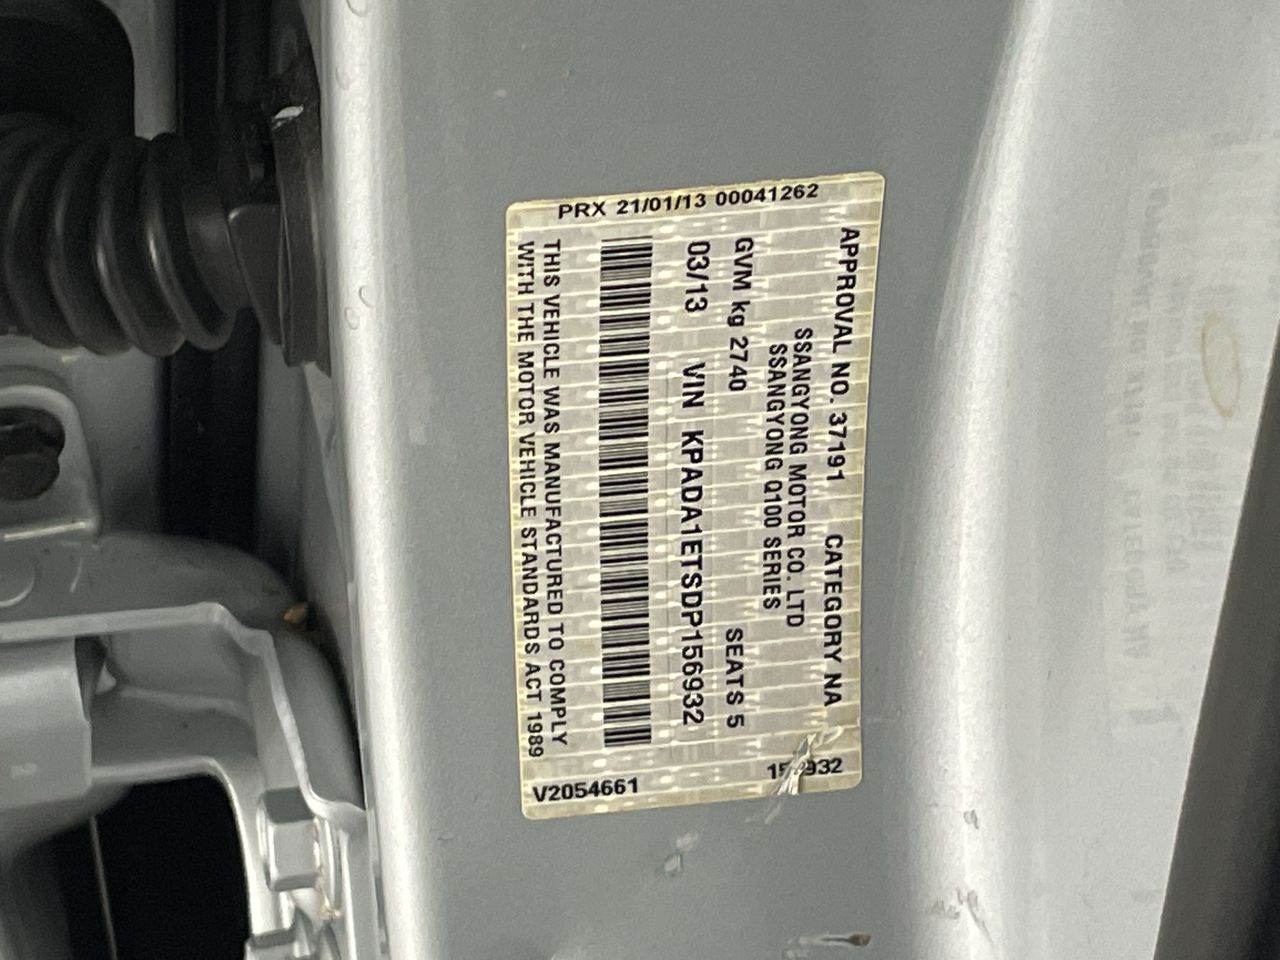 PRX 21/01/13 00041262
APPROVAL NO. 37191 CATEGORY NA
SSANGYONG MOTOR CO. LTD
SSANGYONG Q100 SERIES
GVM kg 2740 SEATS 5
03/13 VIN KPADA1ETSDP156932
THIS VEHICLE WAS MANUFACTURED TO COMPLY
WITH THE MOTOR VEHICLE STANDARDS ACT 1989
V2054661